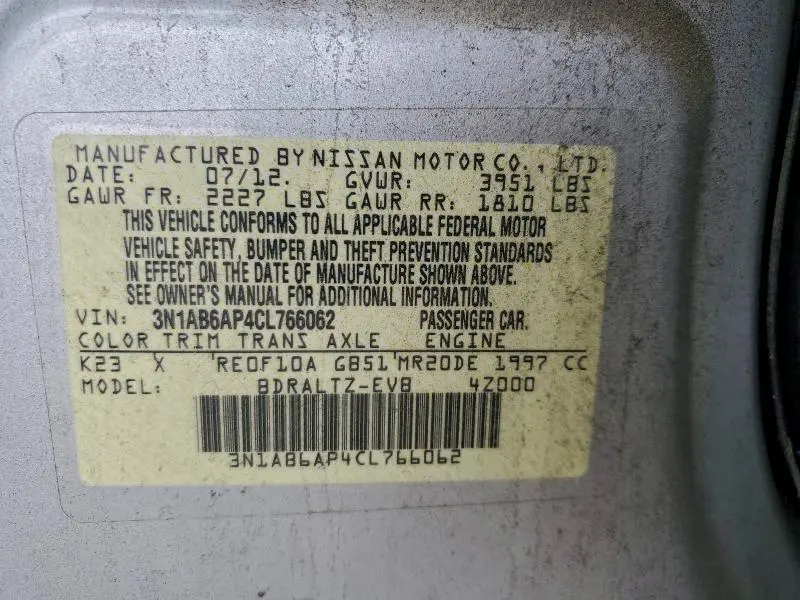 MANUFACTURED BY NISSAN MOTOR CO., LTD.
DATE: 07/12. GVWR: 3951 LBS
GAWR FR: 2227 LBS GAWR RR: 1810 LBS
THIS VEHICLE CONFORMS TO ALL APPLICABLE FEDERAL MOTOR
VEHICLE SAFETY, BUMPER AND THEFT PREVENTION STANDARDS
IN EFFECT ON THE DATE OF MANUFACTURE SHOWN ABOVE.
SEE OWNER'S MANUAL FOR ADDITIONAL INFORMATION.
VIN: 3N1AB6AP4CL766062 PASSENGER CAR.
COLOR TRIM TRANS AXLE ENGINE
K23 X 'RE0F10A GB51'MR20DE 1997 CC
MODEL: BDRALTZ-EVB 4Z000
3N1AB6AP4CL766062